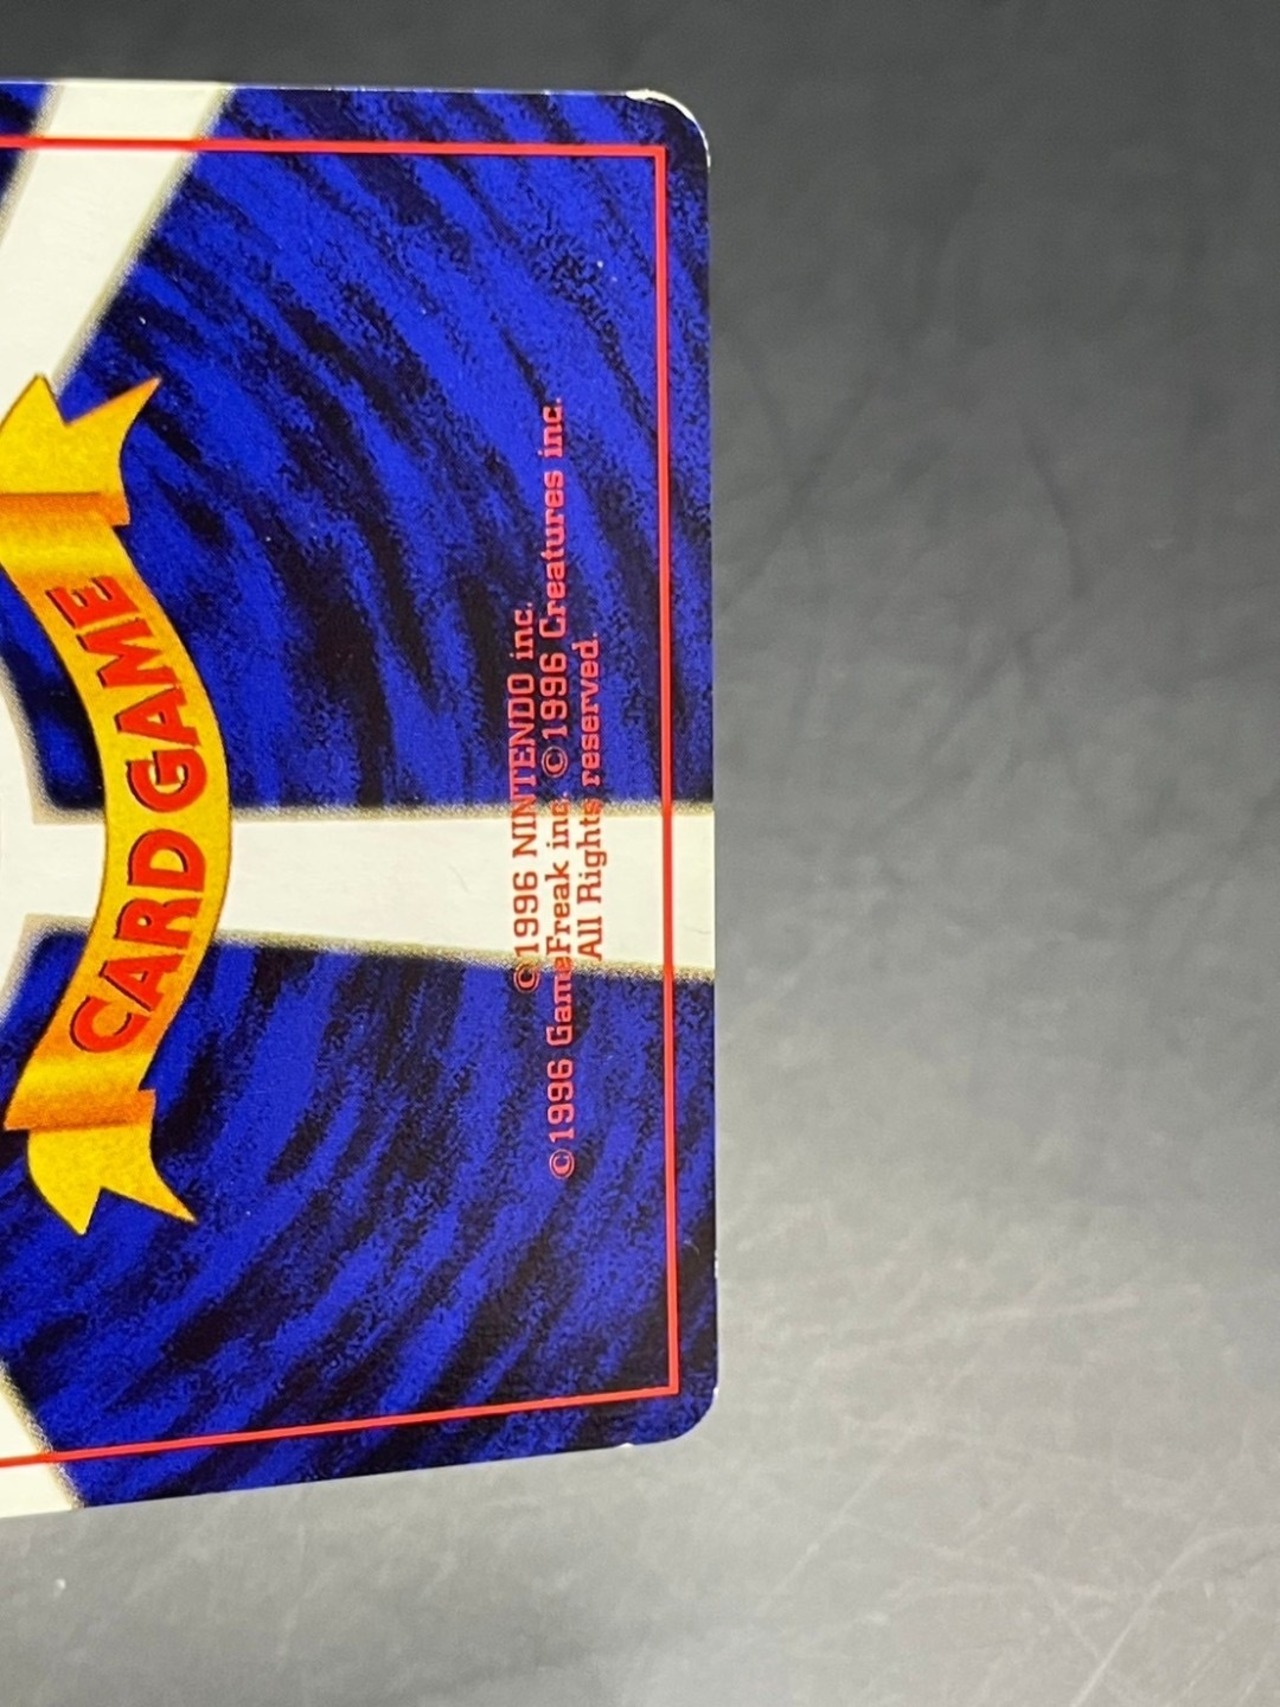 CARD GAME
©1996 NINTENDO inc.
©1996 GameFreak inc. ©1996 Creatures inc.
All Rights reserved.